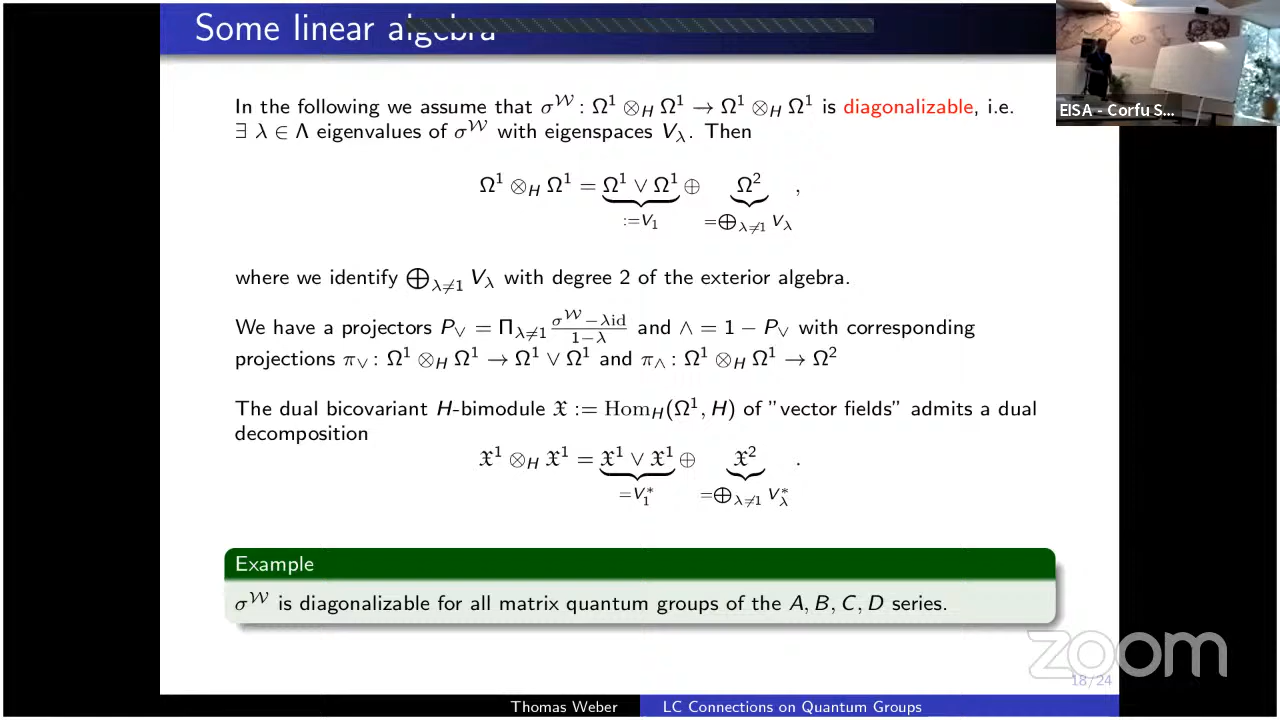 Some linear algebra
EISA - Corfu S...
In the following we assume that σ^𝒲 : Ω¹ ⊗_H Ω¹ → Ω¹ ⊗_H Ω¹ is diagonalizable, i.e.
∃ λ ∈ Λ eigenvalues of σ^𝒲 with eigenspaces V_λ. Then
Ω¹ ⊗_H Ω¹ = Ω¹ ∨ Ω¹ ⊕ Ω² ,
:=V₁ =⊕_{λ≠1} V_λ
where we identify ⊕_{λ≠1} V_λ with degree 2 of the exterior algebra.
We have a projectors P_∨ = Π_{λ≠1} (σ^𝒲 − λid)/(1−λ) and ∧ = 1 − P_∨ with corresponding
projections π_∨ : Ω¹ ⊗_H Ω¹ → Ω¹ ∨ Ω¹ and π_∧ : Ω¹ ⊗_H Ω¹ → Ω²
The dual bicovariant H-bimodule 𝔛 := Hom_H(Ω¹, H) of "vector fields" admits a dual
decomposition
𝔛¹ ⊗_H 𝔛¹ = 𝔛¹ ∨ 𝔛¹ ⊕ 𝔛² .
=V₁* =⊕_{λ≠1} V_λ*
Example
σ^𝒲 is diagonalizable for all matrix quantum groups of the A, B, C, D series.
zoom
18/24
Thomas Weber
LC Connections on Quantum Groups